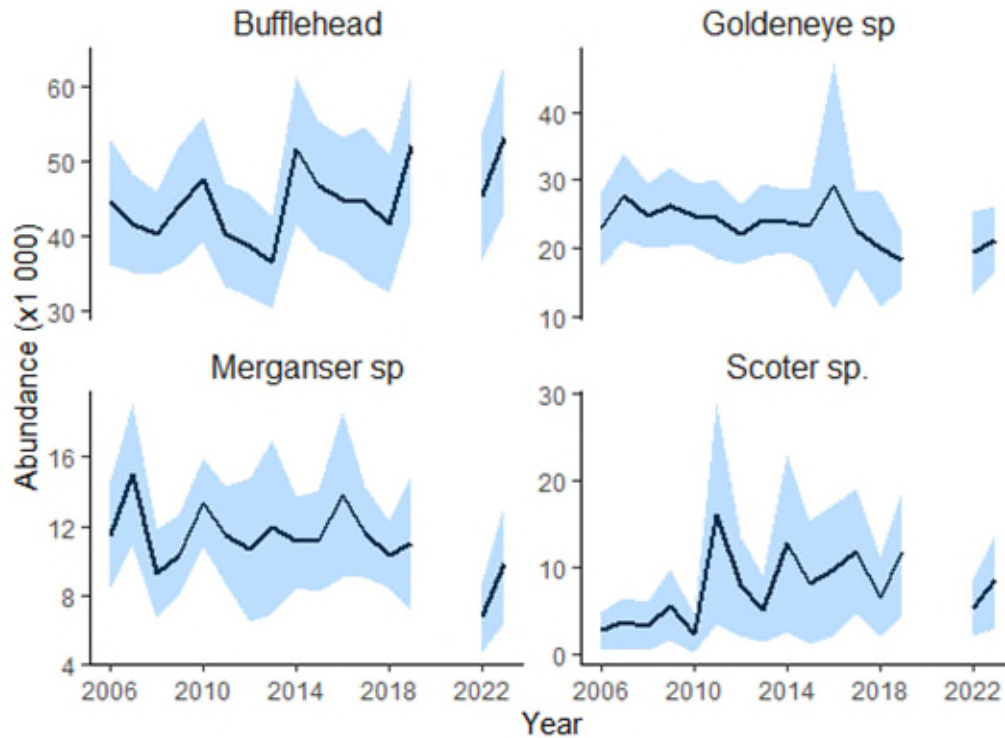 Bufflehead
Goldeneye sp
60
50
40
30
40
30
20
10
Abundance (x1 000)
Merganser sp
Scoter sp.
16
12
8
4
30
20
10
0
2006 2010 2014 2018 2022
2006 2010 2014 2018 2022
Year